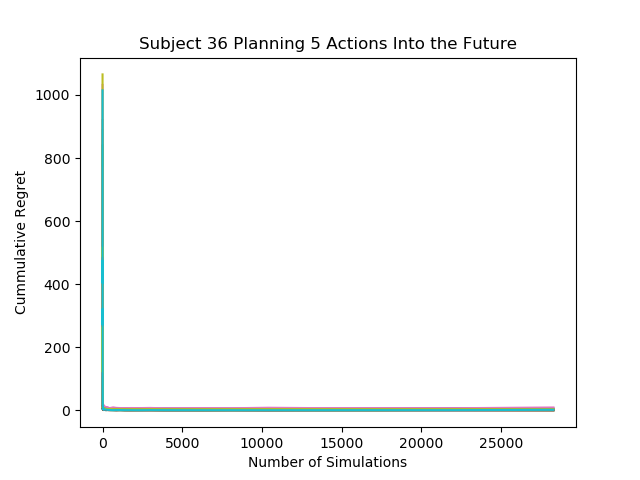 Subject 36 Planning 5 Actions Into the Future
Cummulative Regret
1000
800
600
400
200
0
0 5000 10000 15000 20000 25000
Number of Simulations